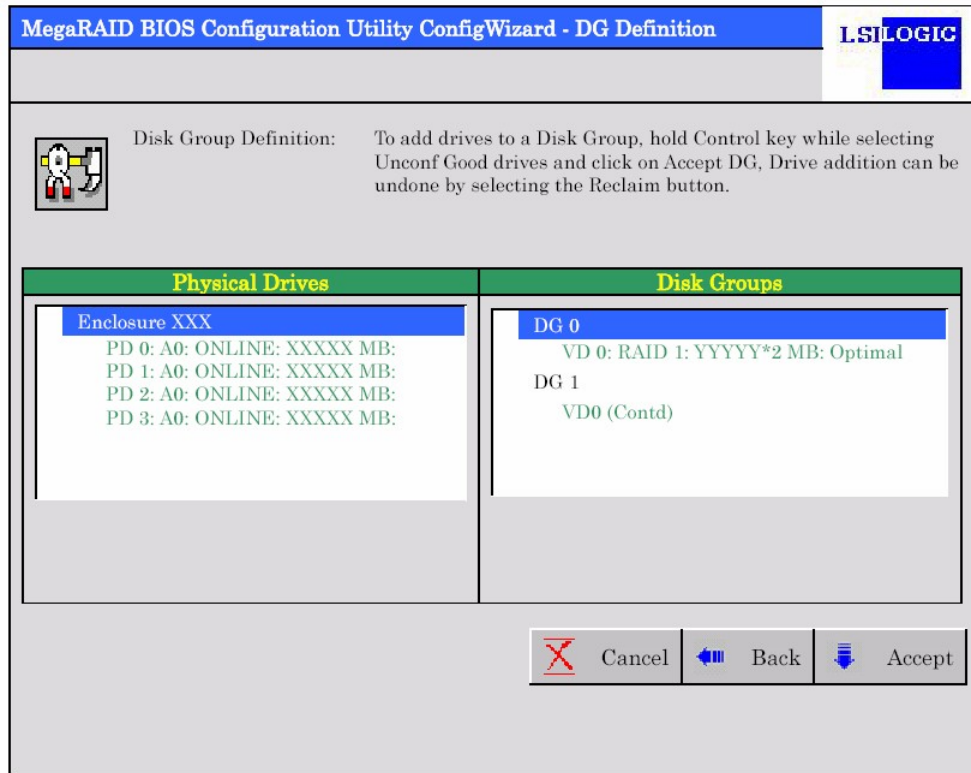 MegaRAID BIOS Configuration Utility ConfigWizard - DG Definition
LSILOGIC
Disk Group Definition:
To add drives to a Disk Group, hold Control key while selecting
Unconf Good drives and click on Accept DG, Drive addition can be
undone by selecting the Reclaim button.
Physical Drives
Enclosure XXX
PD 0: A0: ONLINE: XXXXX MB:
PD 1: A0: ONLINE: XXXXX MB:
PD 2: A0: ONLINE: XXXXX MB:
PD 3: A0: ONLINE: XXXXX MB:
Disk Groups
DG 0
VD 0: RAID 1: YYYYY*2 MB: Optimal
DG 1
VD0 (Contd)
Cancel
Back
Accept